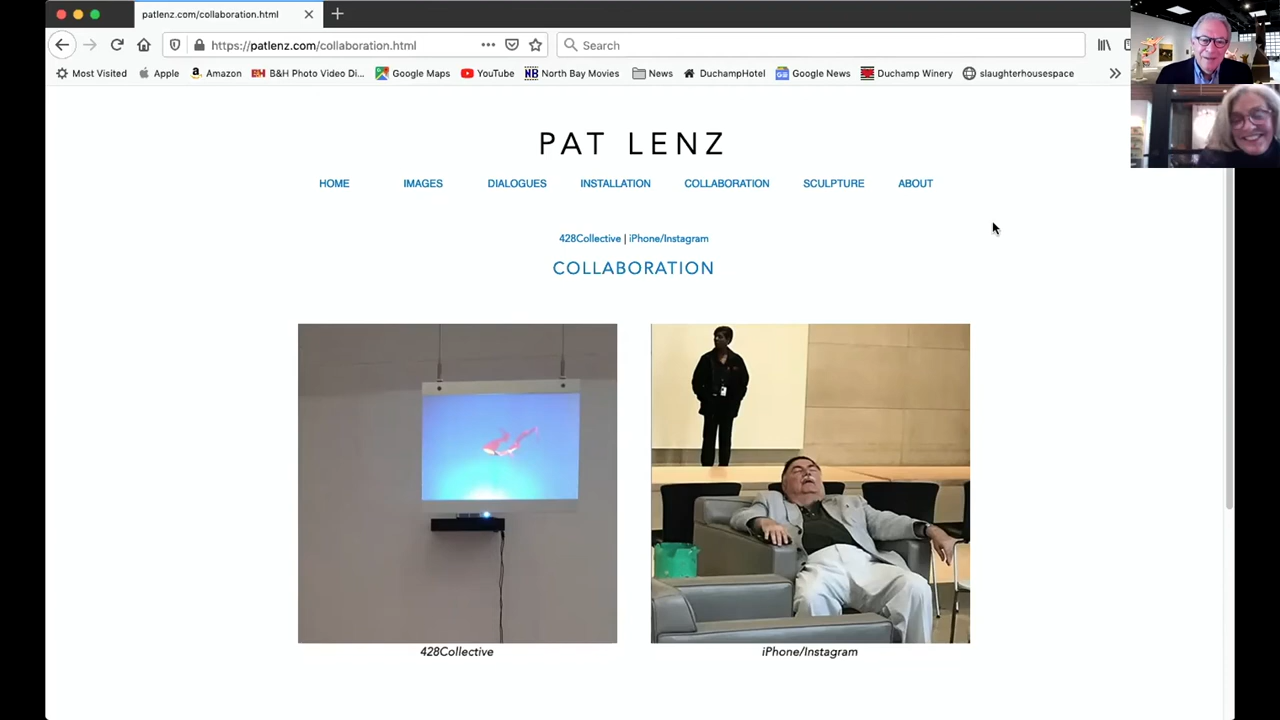 patlenz.com/collaboration.html
https://patlenz.com/collaboration.html
Search
Most Visited
Apple
Amazon
B&H Photo Video Di...
Google Maps
YouTube
North Bay Movies
News
DuchampHotel
Google News
Duchamp Winery
slaughterhousespace
PAT LENZ
HOME
IMAGES
DIALOGUES
INSTALLATION
COLLABORATION
SCULPTURE
ABOUT
428Collective | iPhone/Instagram
COLLABORATION
428Collective
iPhone/Instagram